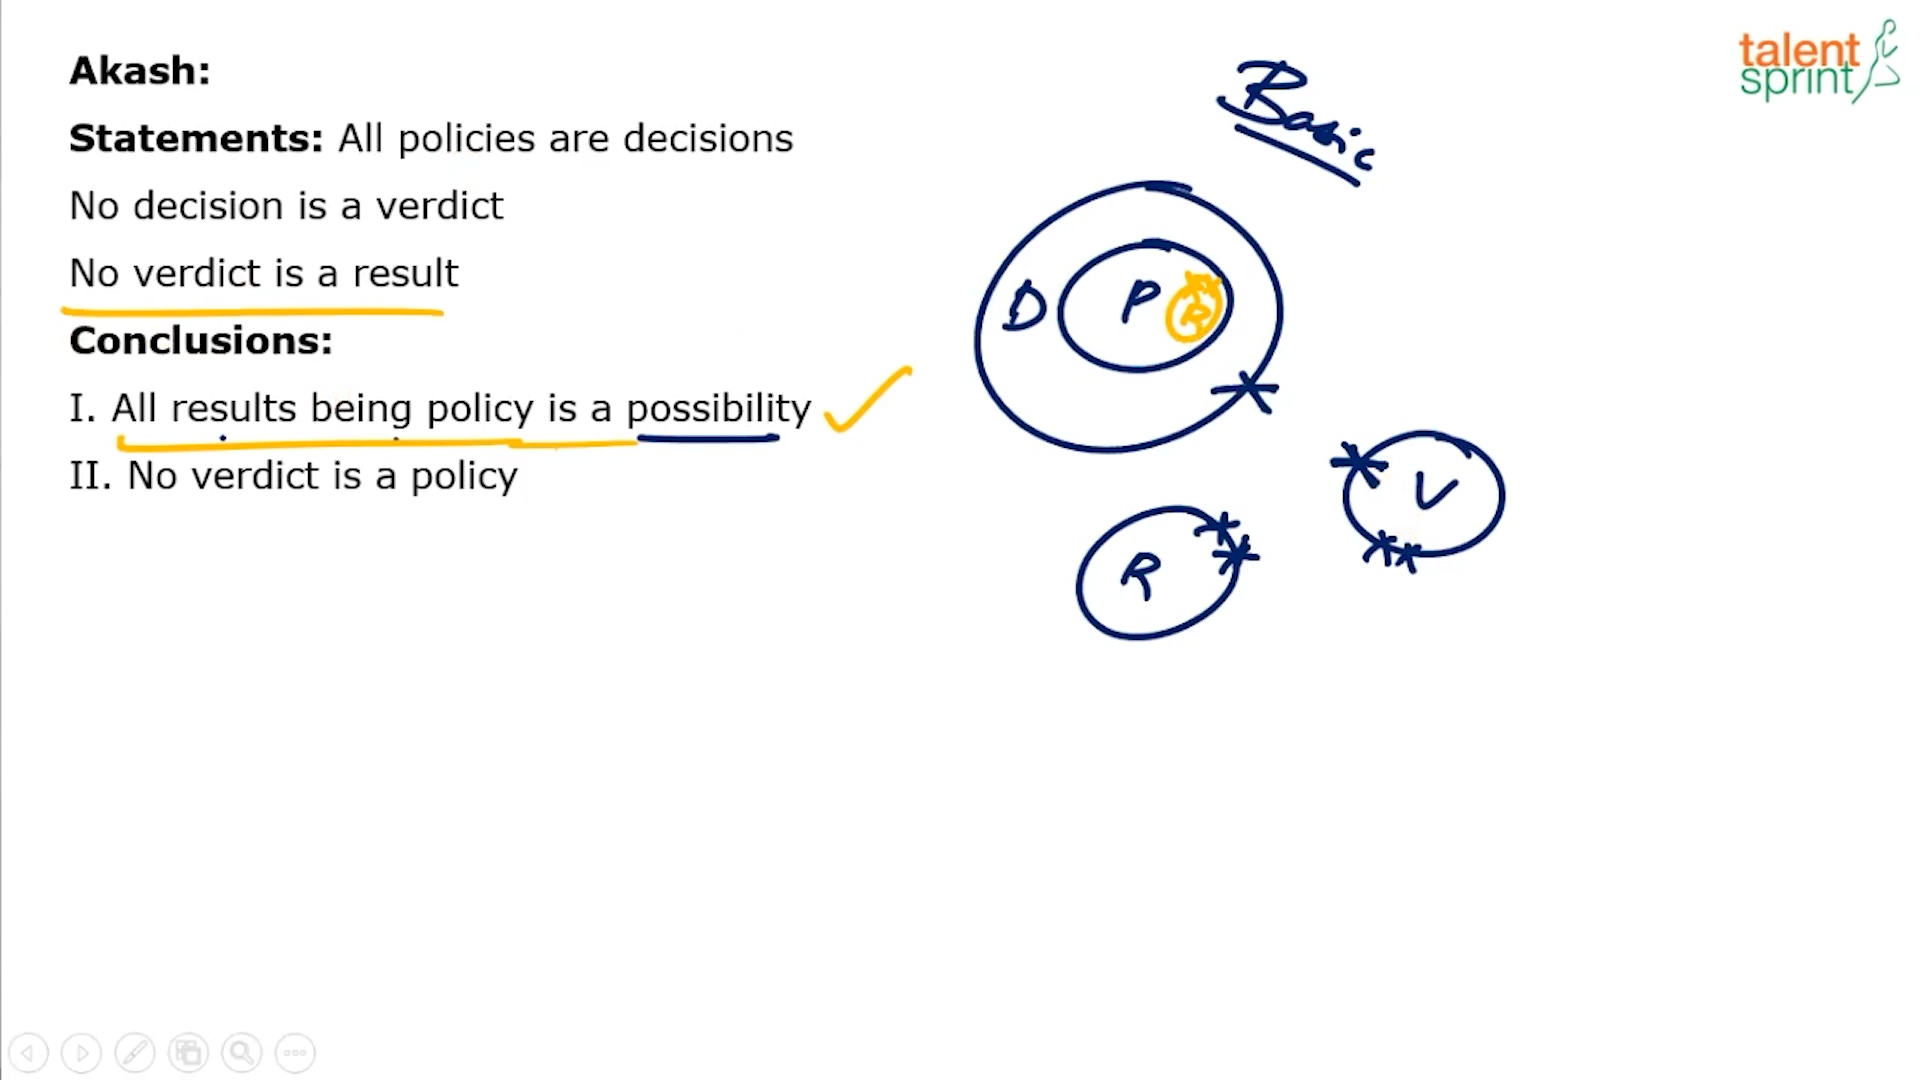 talent
sprint
Akash:
Statements: All policies are decisions
No decision is a verdict
No verdict is a result
Conclusions:
I. All results being policy is a possibility
II. No verdict is a policy
Basic
D P R
V
R